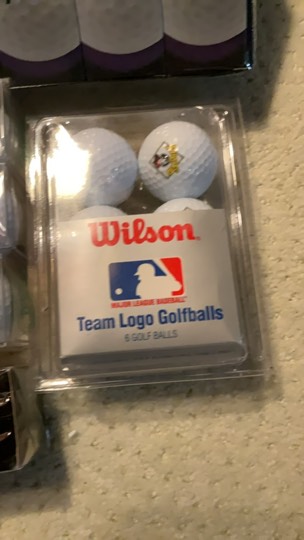 Wilson
MAJOR LEAGUE BASEBALL
Team Logo Golfballs
6 GOLF BALLS